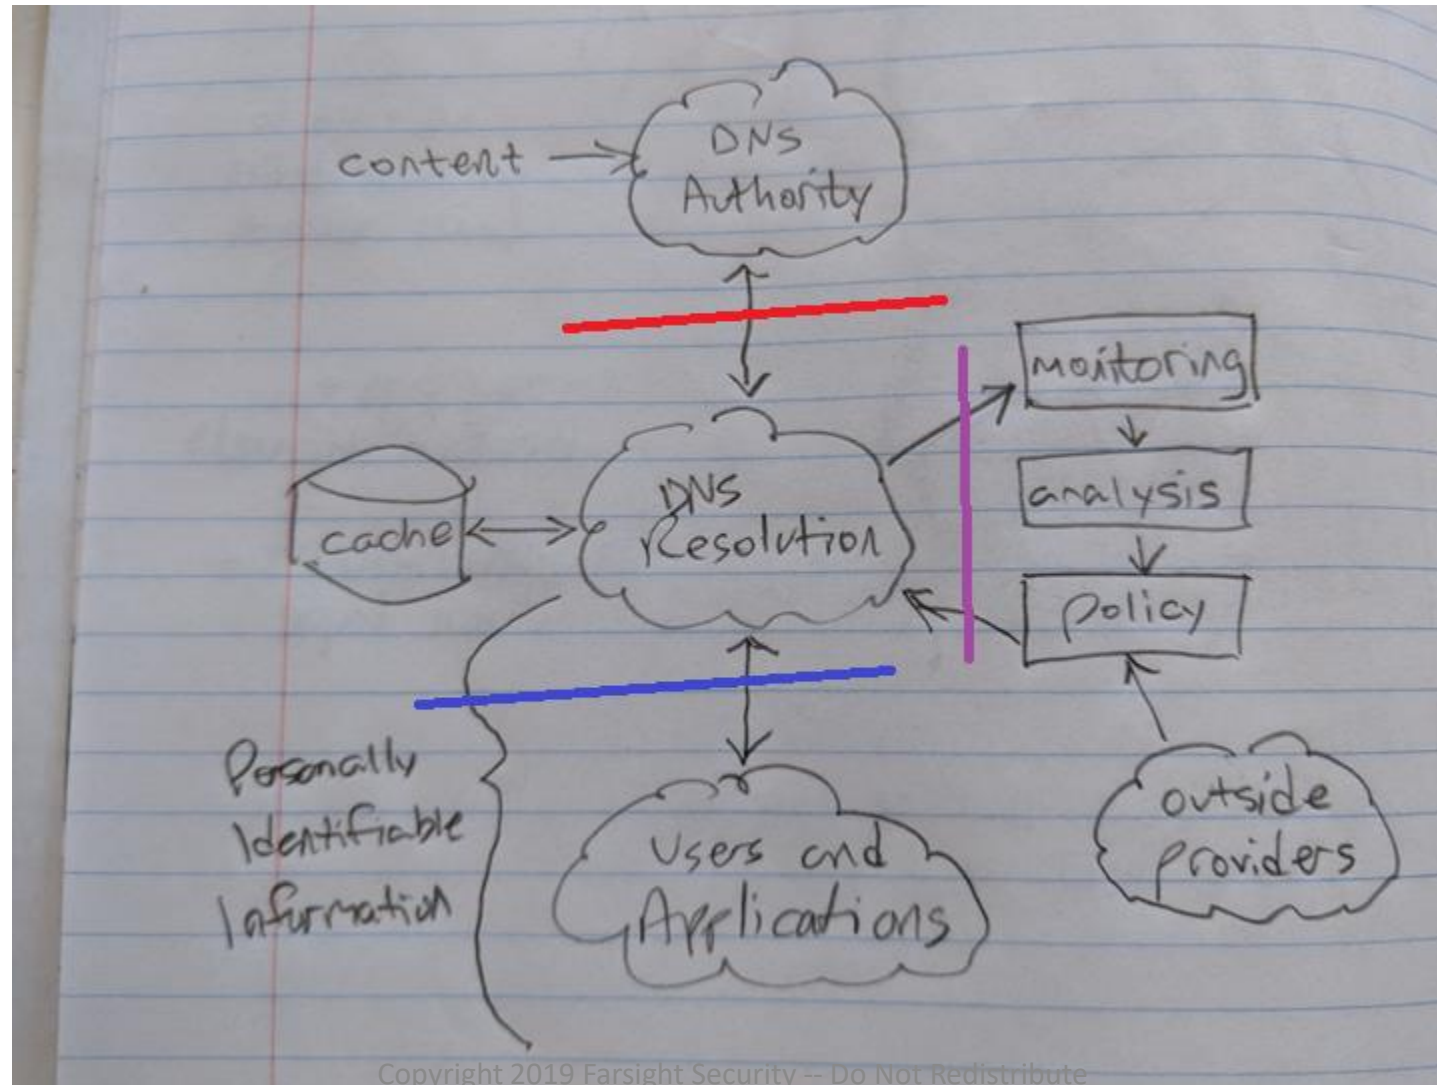 content
DNS
Authority
monitoring
analysis
policy
cache
DNS
Resolution
Personally
Identifiable
Information
Users and
Applications
outside
providers
Copyright 2019 Farsight Security -- Do Not Redistribute